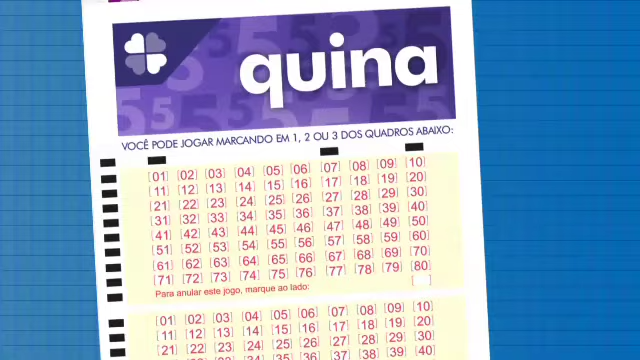 quina
VOCÊ PODE JOGAR MARCANDO EM 1, 2 OU 3 DOS QUADROS ABAIXO:
[01] [02] [03] [04] [05] [06] [07] [08] [09] [10]
[11] [12] [13] [14] [15] [16] [17] [18] [19] [20]
[21] [22] [23] [24] [25] [26] [27] [28] [29] [30]
[31] [32] [33] [34] [35] [36] [37] [38] [39] [40]
[41] [42] [43] [44] [45] [46] [47] [48] [49] [50]
[51] [52] [53] [54] [55] [56] [57] [58] [59] [60]
[61] [62] [63] [64] [65] [66] [67] [68] [69] [70]
[71] [72] [73] [74] [75] [76] [77] [78] [79] [80]
Para anular este jogo, marque ao lado: [ ]
[01] [02] [03] [04] [05] [06] [07] [08] [09] [10]
[11] [12] [13] [14] [15] [16] [17] [18] [19] [20]
[21] [22] [23] [24] [25] [26] [27] [28] [29] [30]
[34] [35] [36] [37] [38] [39] [40]